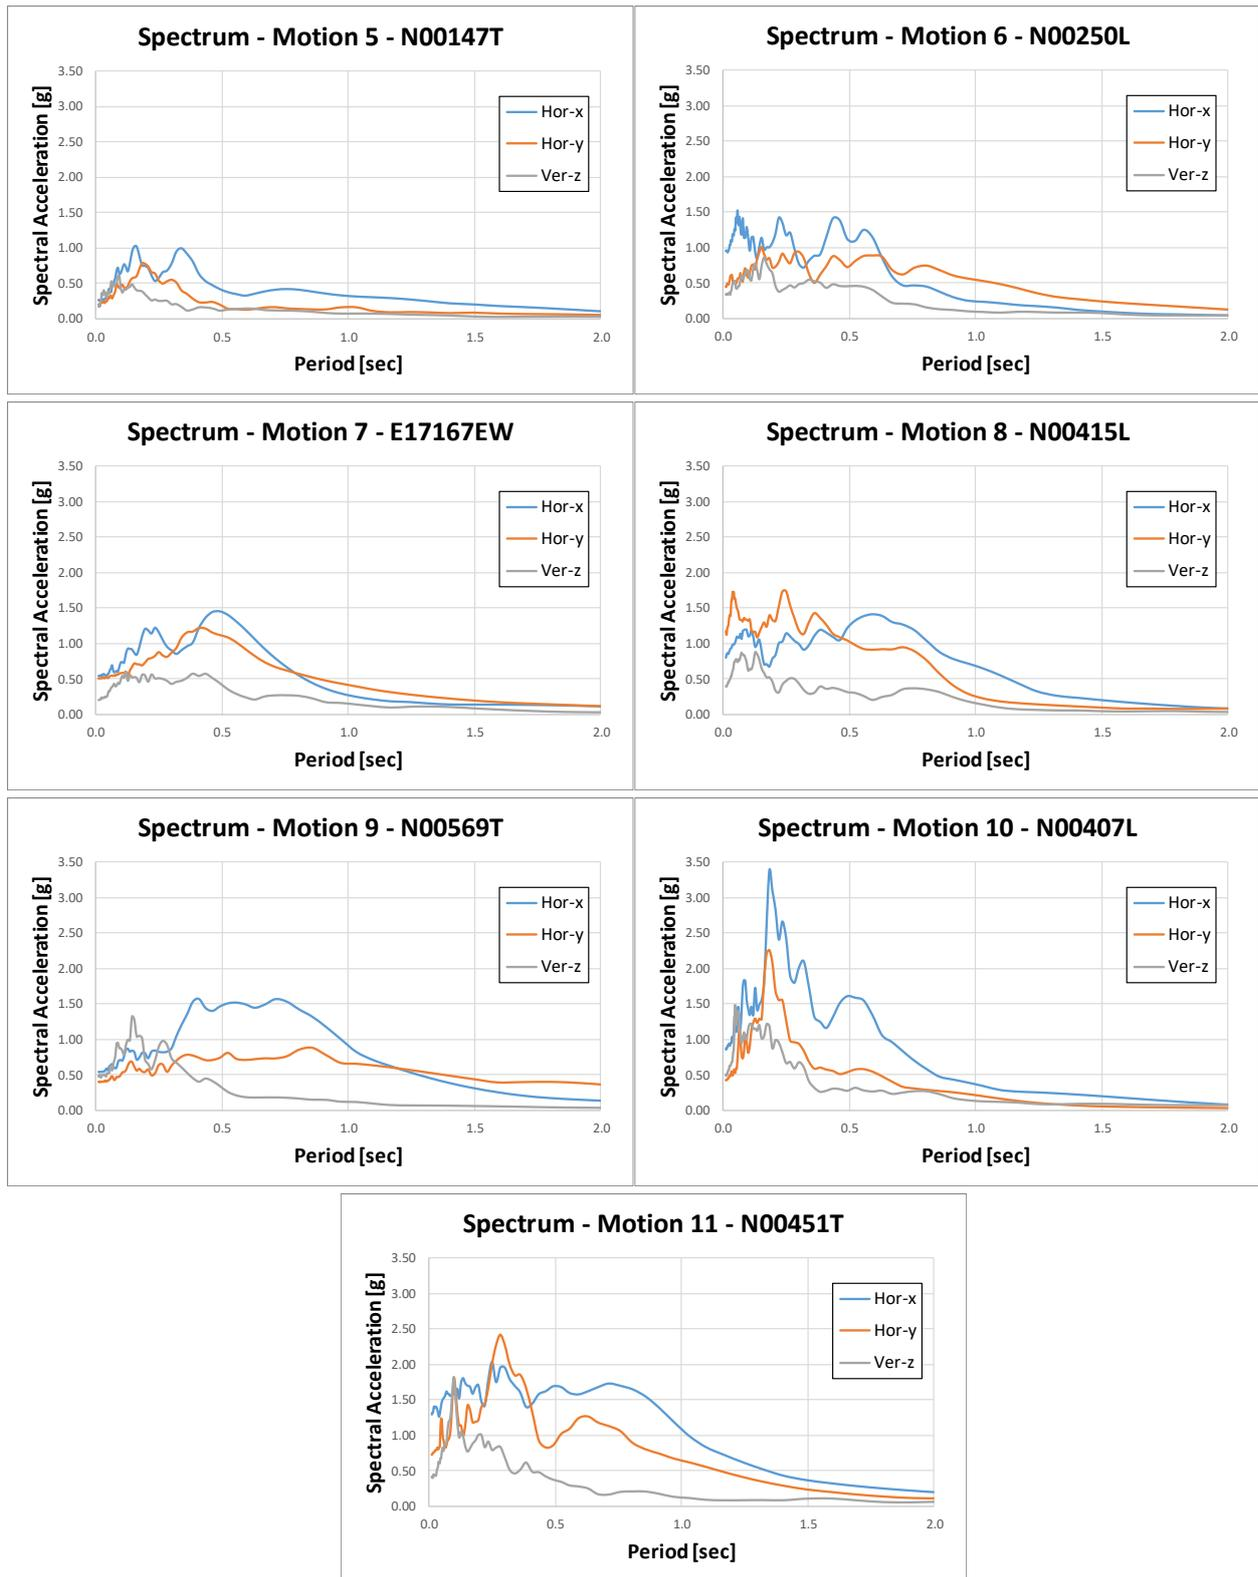 Spectrum - Motion 5 - N00147T
Spectral Acceleration [g]
3.50
3.00
2.50
2.00
1.50
1.00
0.50
0.00
Hor-x
Hor-y
Ver-z
0.0 0.5 1.0 1.5 2.0
Period [sec]
Spectrum - Motion 6 - N00250L
Spectral Acceleration [g]
3.50
3.00
2.50
2.00
1.50
1.00
0.50
0.00
Hor-x
Hor-y
Ver-z
0.0 0.5 1.0 1.5 2.0
Period [sec]
Spectrum - Motion 7 - E17167EW
Spectral Acceleration [g]
3.50
3.00
2.50
2.00
1.50
1.00
0.50
0.00
Hor-x
Hor-y
Ver-z
0.0 0.5 1.0 1.5 2.0
Period [sec]
Spectrum - Motion 8 - N00415L
Spectral Acceleration [g]
3.50
3.00
2.50
2.00
1.50
1.00
0.50
0.00
Hor-x
Hor-y
Ver-z
0.0 0.5 1.0 1.5 2.0
Period [sec]
Spectrum - Motion 9 - N00569T
Spectral Acceleration [g]
3.50
3.00
2.50
2.00
1.50
1.00
0.50
0.00
Hor-x
Hor-y
Ver-z
0.0 0.5 1.0 1.5 2.0
Period [sec]
Spectrum - Motion 10 - N00407L
Spectral Acceleration [g]
3.50
3.00
2.50
2.00
1.50
1.00
0.50
0.00
Hor-x
Hor-y
Ver-z
0.0 0.5 1.0 1.5 2.0
Period [sec]
Spectrum - Motion 11 - N00451T
Spectral Acceleration [g]
3.50
3.00
2.50
2.00
1.50
1.00
0.50
0.00
Hor-x
Hor-y
Ver-z
0.0 0.5 1.0 1.5 2.0
Period [sec]